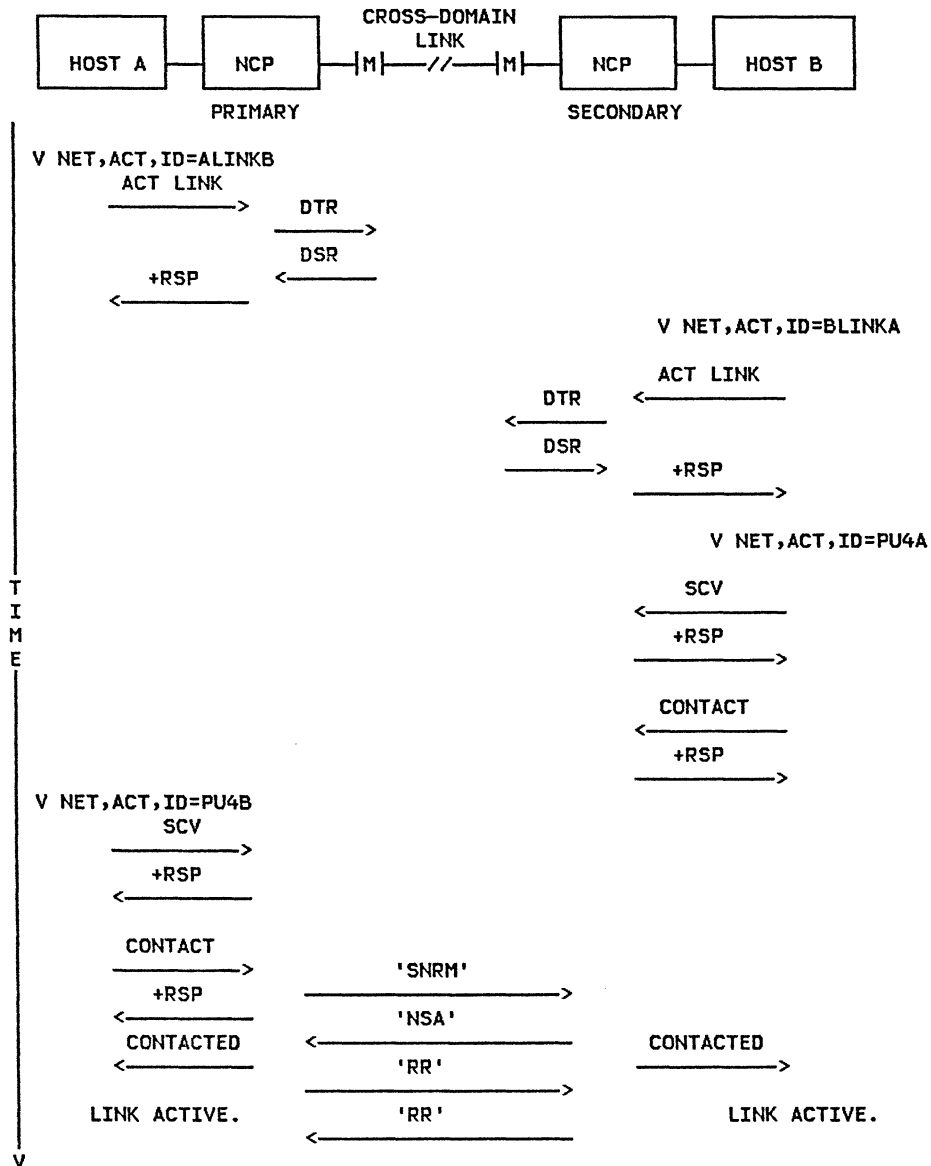 CROSS-DOMAIN
LINK
HOST A NCP M // M NCP HOST B
PRIMARY SECONDARY
V NET,ACT,ID=ALINKB
ACT LINK
DTR
DSR
+RSP
V NET,ACT,ID=BLINKA
ACT LINK
DTR
DSR
+RSP
V NET,ACT,ID=PU4A
TIME
SCV
+RSP
CONTACT
+RSP
V NET,ACT,ID=PU4B
SCV
+RSP
CONTACT
'SNRM'
+RSP
'NSA'
CONTACTED CONTACTED
'RR'
LINK ACTIVE. 'RR' LINK ACTIVE.
V